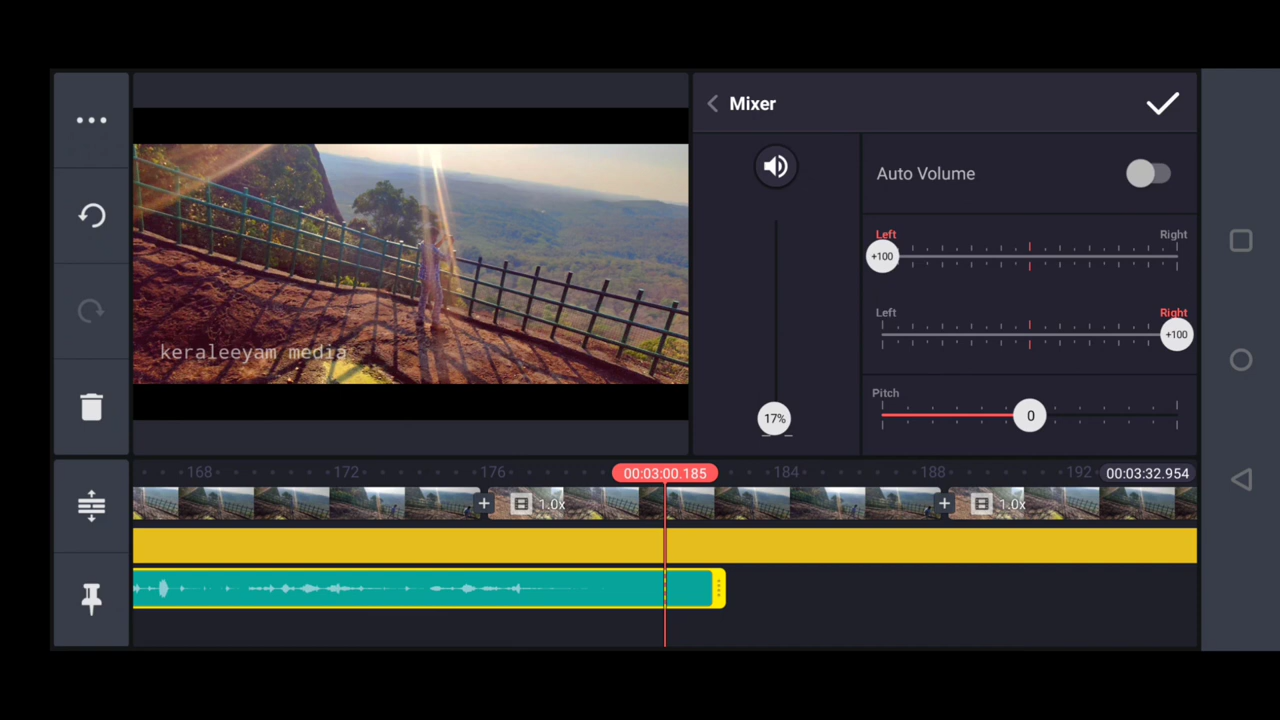 Mixer
Auto Volume
Left Right
+100
Left Right
+100
Pitch
0
17%
keraleeyam media
168 172 176 00:03:00.185 184 188 192 00:03:32.954
1.0x 1.0x